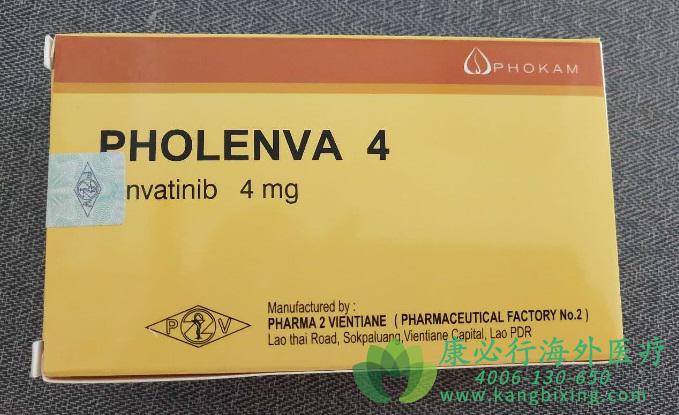 PHOKAM
PHOLENVA 4
nvatinib 4 mg
P V
Manufactured by :
PHARMA 2 VIENTIANE ( PHARMACEUTICAL FACTORY No.2 )
Lao thai Road, Sokpaluang,Vientiane Capital, Lao PDR
康必行海外医疗
4006-130-650
www.kangbixing.com